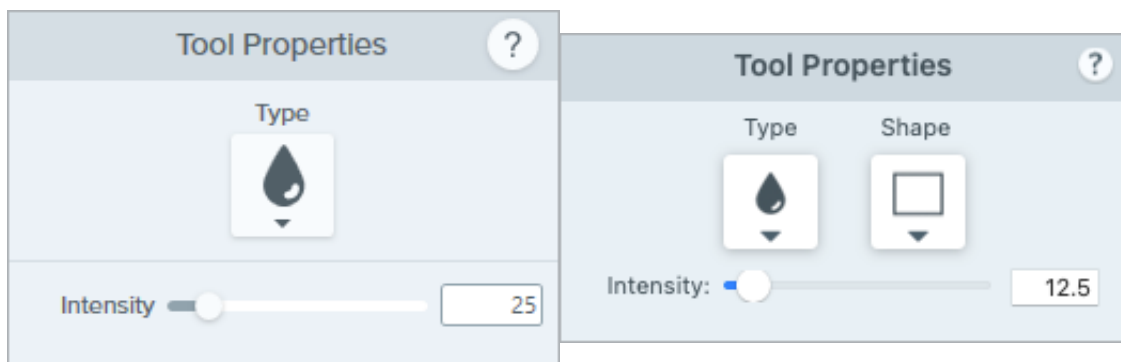 Tool Properties ?
Type
Intensity 25
Tool Properties ?
Type Shape
Intensity: 12.5